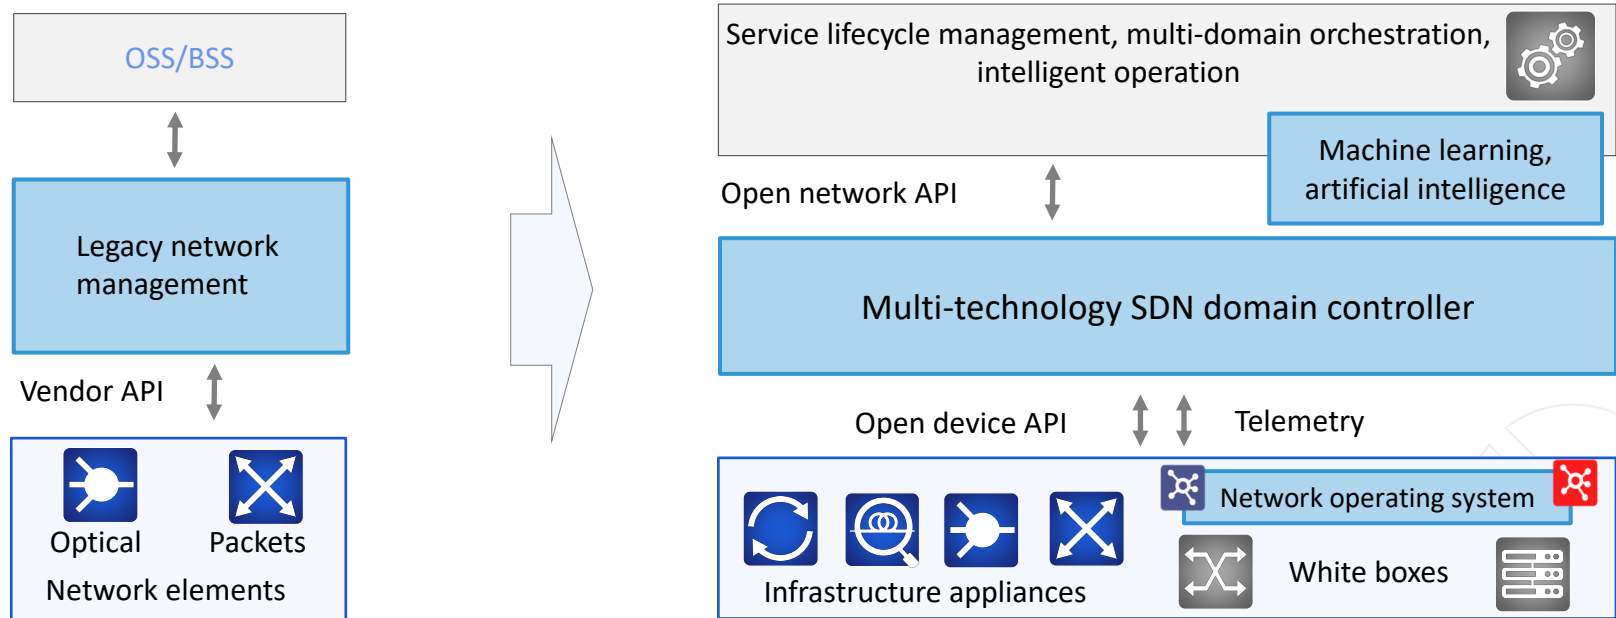 OSS/BSS
Legacy network
management
Vendor API
Optical
Packets
Network elements
Service lifecycle management, multi-domain orchestration,
intelligent operation
Machine learning,
artificial intelligence
Open network API
Multi-technology SDN domain controller
Open device API
Telemetry
Network operating system
Infrastructure appliances
White boxes